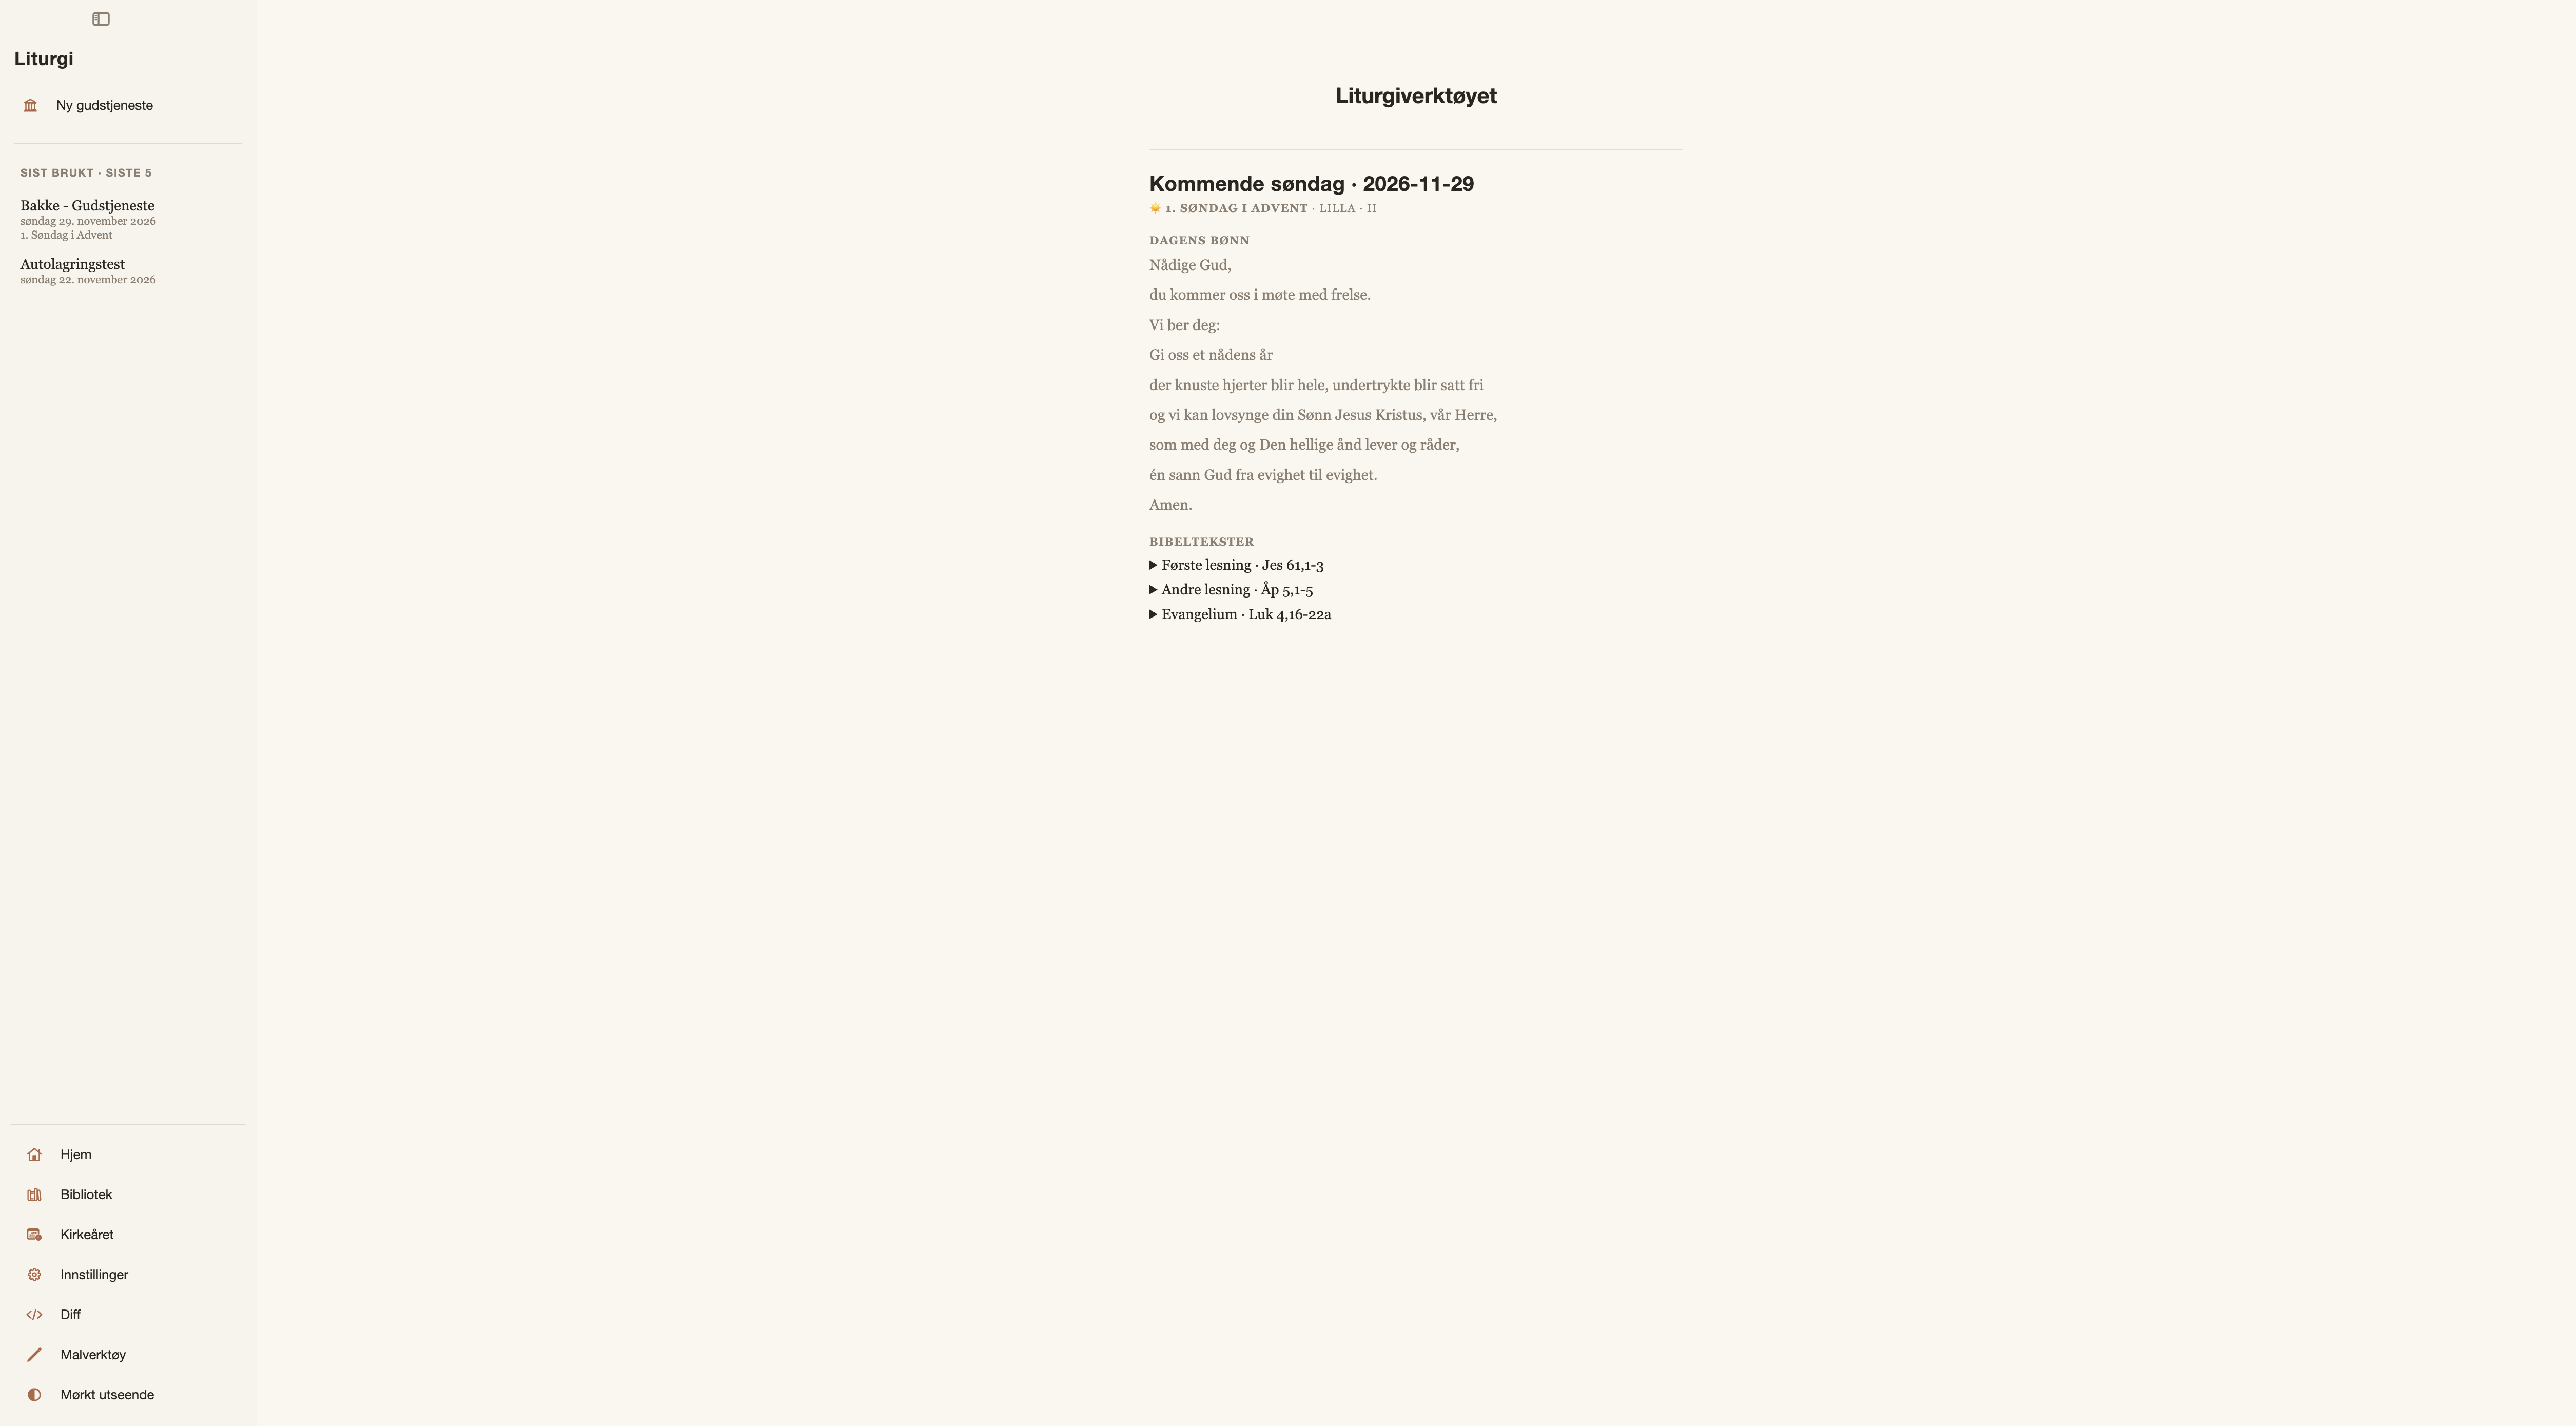 Liturgi
Ny gudstjeneste
SIST BRUKT · SISTE 5
Bakke - Gudstjeneste
søndag 29. november 2026
1. Søndag i Advent
Autolagringstest
søndag 22. november 2026
Hjem
Bibliotek
Kirkeåret
Innstillinger
Diff
Malverktøy
Mørkt utseende
Liturgiverktøyet
Kommende søndag · 2026-11-29
1. SØNDAG I ADVENT · LILLA · II
DAGENS BØNN
Nådige Gud,
du kommer oss i møte med frelse.
Vi ber deg:
Gi oss et nådens år
der knuste hjerter blir hele, undertrykte blir satt fri
og vi kan lovsynge din Sønn Jesus Kristus, vår Herre,
som med deg og Den hellige ånd lever og råder,
én sann Gud fra evighet til evighet.
Amen.
BIBELTEKSTER
Første lesning · Jes 61,1-3
Andre lesning · Åp 5,1-5
Evangelium · Luk 4,16-22a